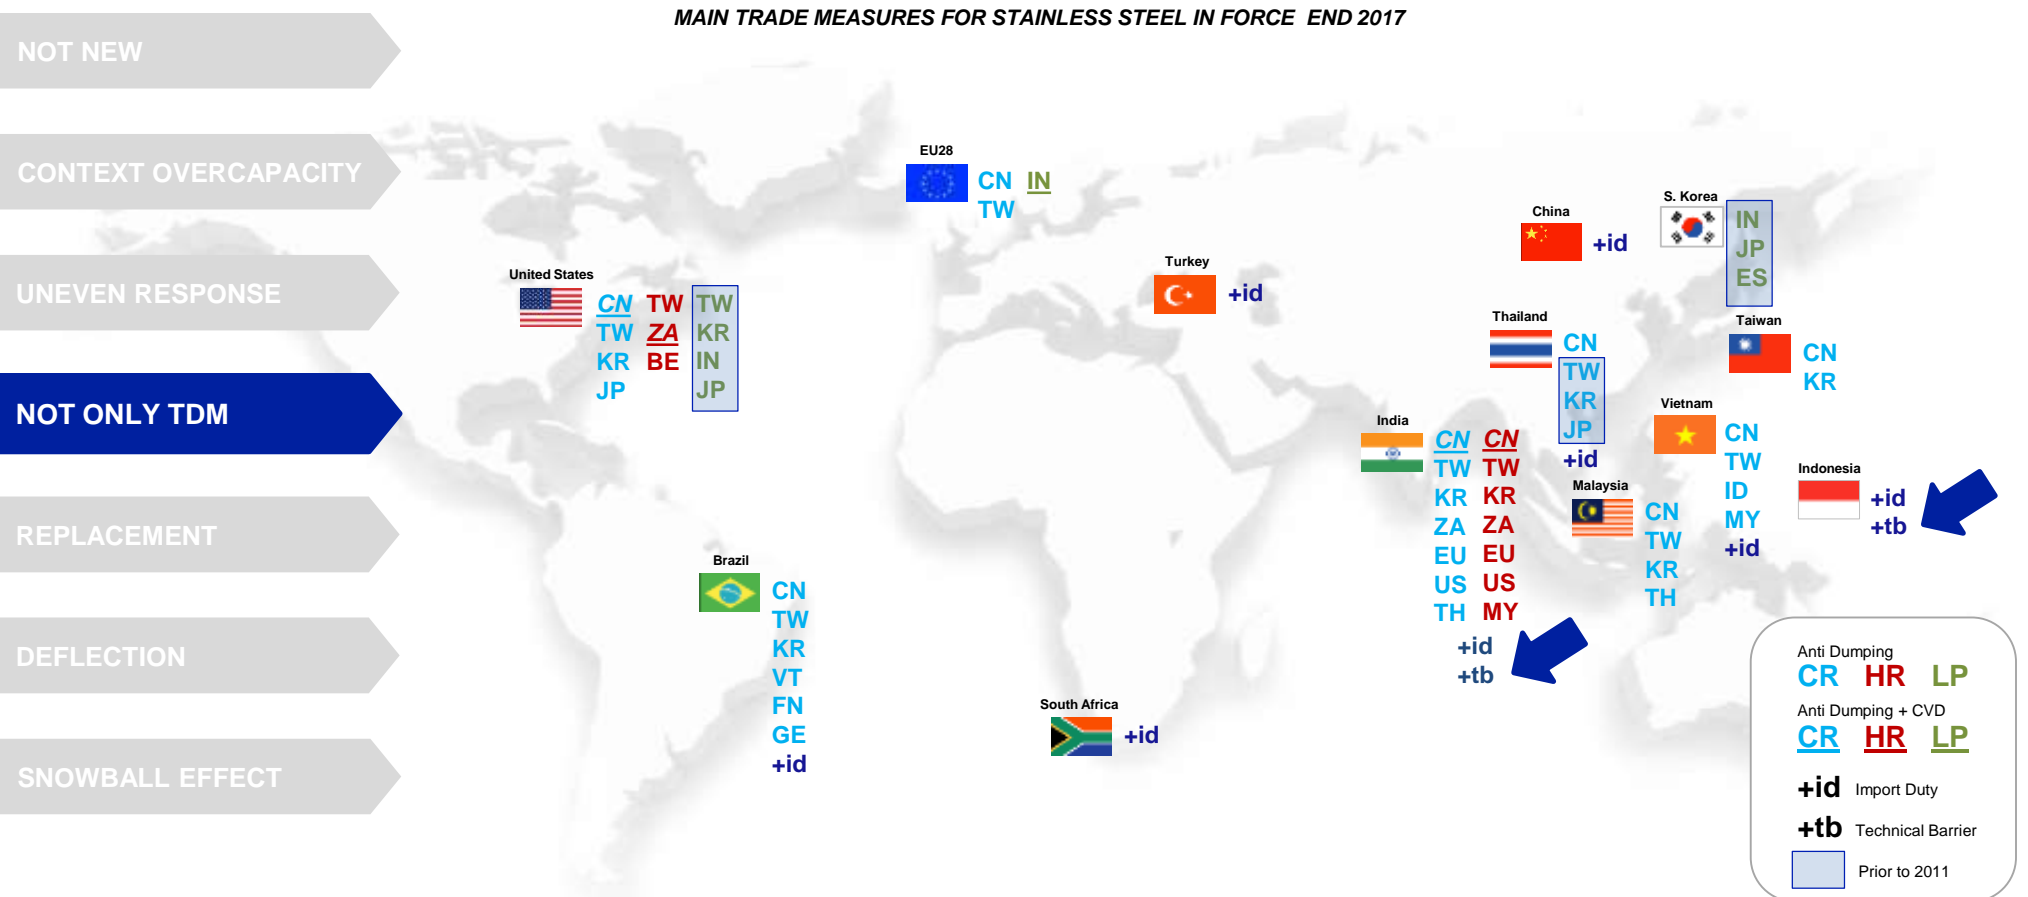 MAIN TRADE MEASURES FOR STAINLESS STEEL IN FORCE END 2017
NOT NEW
CONTEXT OVERCAPACITY
UNEVEN RESPONSE
NOT ONLY TDM
REPLACEMENT
DEFLECTION
SNOWBALL EFFECT
United States
CN TW TW
TW ZA KR
KR BE IN
JP JP
EU28
CN IN
TW
Turkey
+id
China
+id
S. Korea
IN
JP
ES
Thailand
CN
TW
KR
JP
+id
Taiwan
CN
KR
India
CN CN
TW TW
KR KR
ZA ZA
EU EU
US US
TH MY
+id
+tb
Malaysia
CN
TW
KR
TH
Vietnam
CN
TW
ID
MY
+id
Indonesia
+id
+tb
Brazil
CN
TW
KR
VT
FN
GE
+id
South Africa
+id
Anti Dumping
CR HR LP
Anti Dumping + CVD
CR HR LP
+id Import Duty
+tb Technical Barrier
Prior to 2011